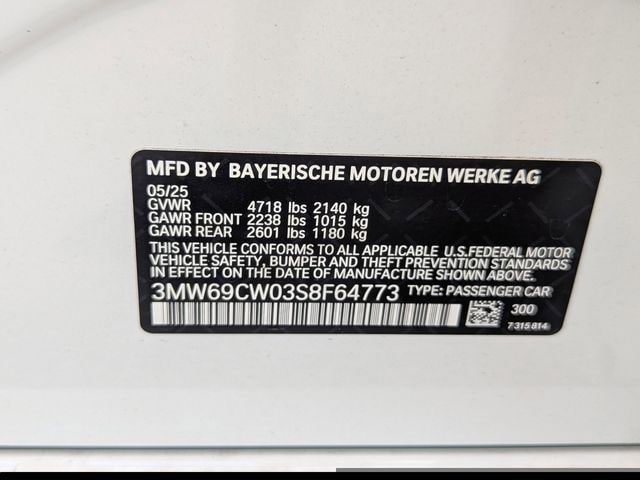 MFD BY BAYERISCHE MOTOREN WERKE AG
05/25
GVWR 4718 lbs 2140 kg
GAWR FRONT 2238 lbs 1015 kg
GAWR REAR 2601 lbs 1180 kg
THIS VEHICLE CONFORMS TO ALL APPLICABLE U.S.FEDERAL MOTOR
VEHICLE SAFETY, BUMPER AND THEFT PREVENTION STANDARDS
IN EFFECT ON THE DATE OF MANUFACTURE SHOWN ABOVE.
3MW69CW03S8F64773 TYPE: PASSENGER CAR
300
7 315 814